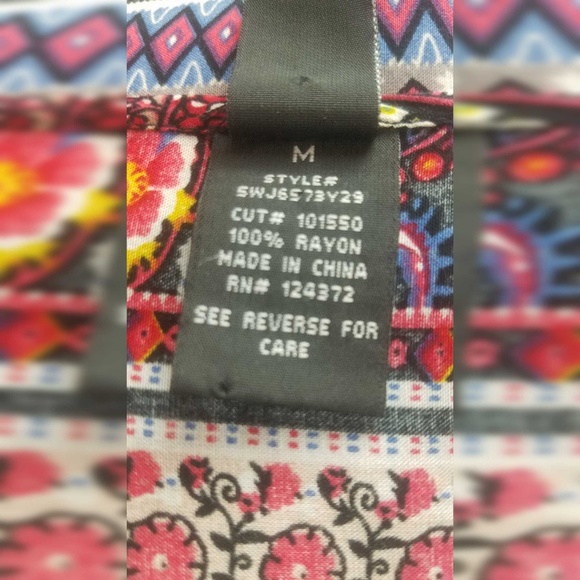 M
STYLE#
SWJ6573Y29
CUT# 101550
100% RAYON
MADE IN CHINA
RN# 124372
SEE REVERSE FOR
CARE